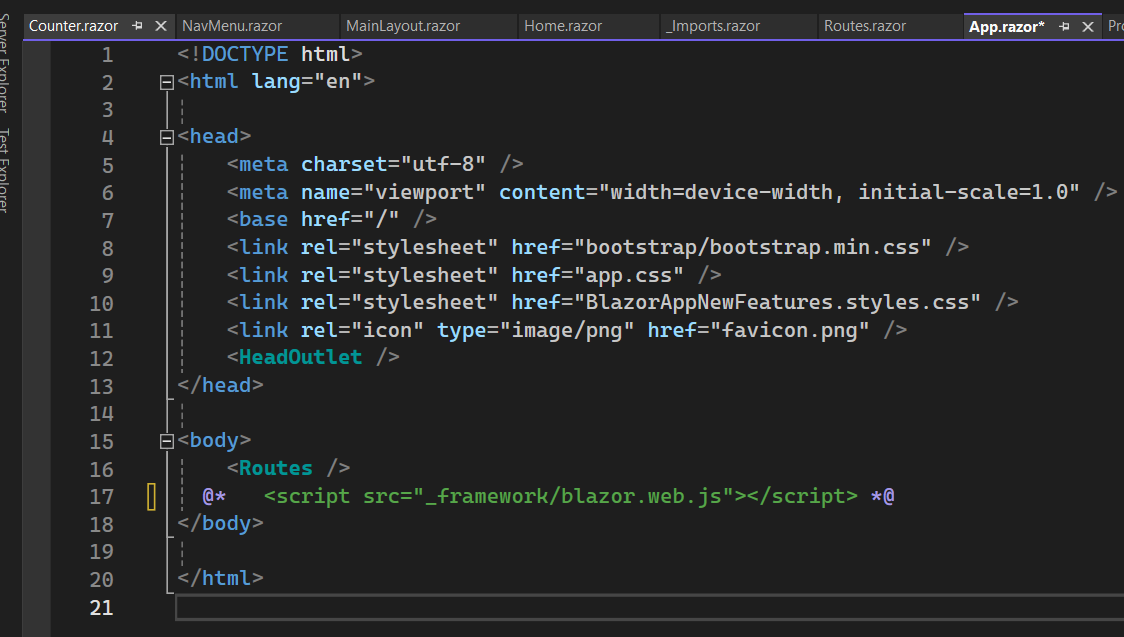 Server Explorer
Test Explorer
Counter.razor
NavMenu.razor
MainLayout.razor
Home.razor
_Imports.razor
Routes.razor
App.razor*
1 <!DOCTYPE html>
2 <html lang="en">
3
4 <head>
5 <meta charset="utf-8" />
6 <meta name="viewport" content="width=device-width, initial-scale=1.0" />
7 <base href="/" />
8 <link rel="stylesheet" href="bootstrap/bootstrap.min.css" />
9 <link rel="stylesheet" href="app.css" />
10 <link rel="stylesheet" href="BlazorAppNewFeatures.styles.css" />
11 <link rel="icon" type="image/png" href="favicon.png" />
12 <HeadOutlet />
13 </head>
14
15 <body>
16 <Routes />
17 @* <script src="_framework/blazor.web.js"></script> *@
18 </body>
19
20 </html>
21